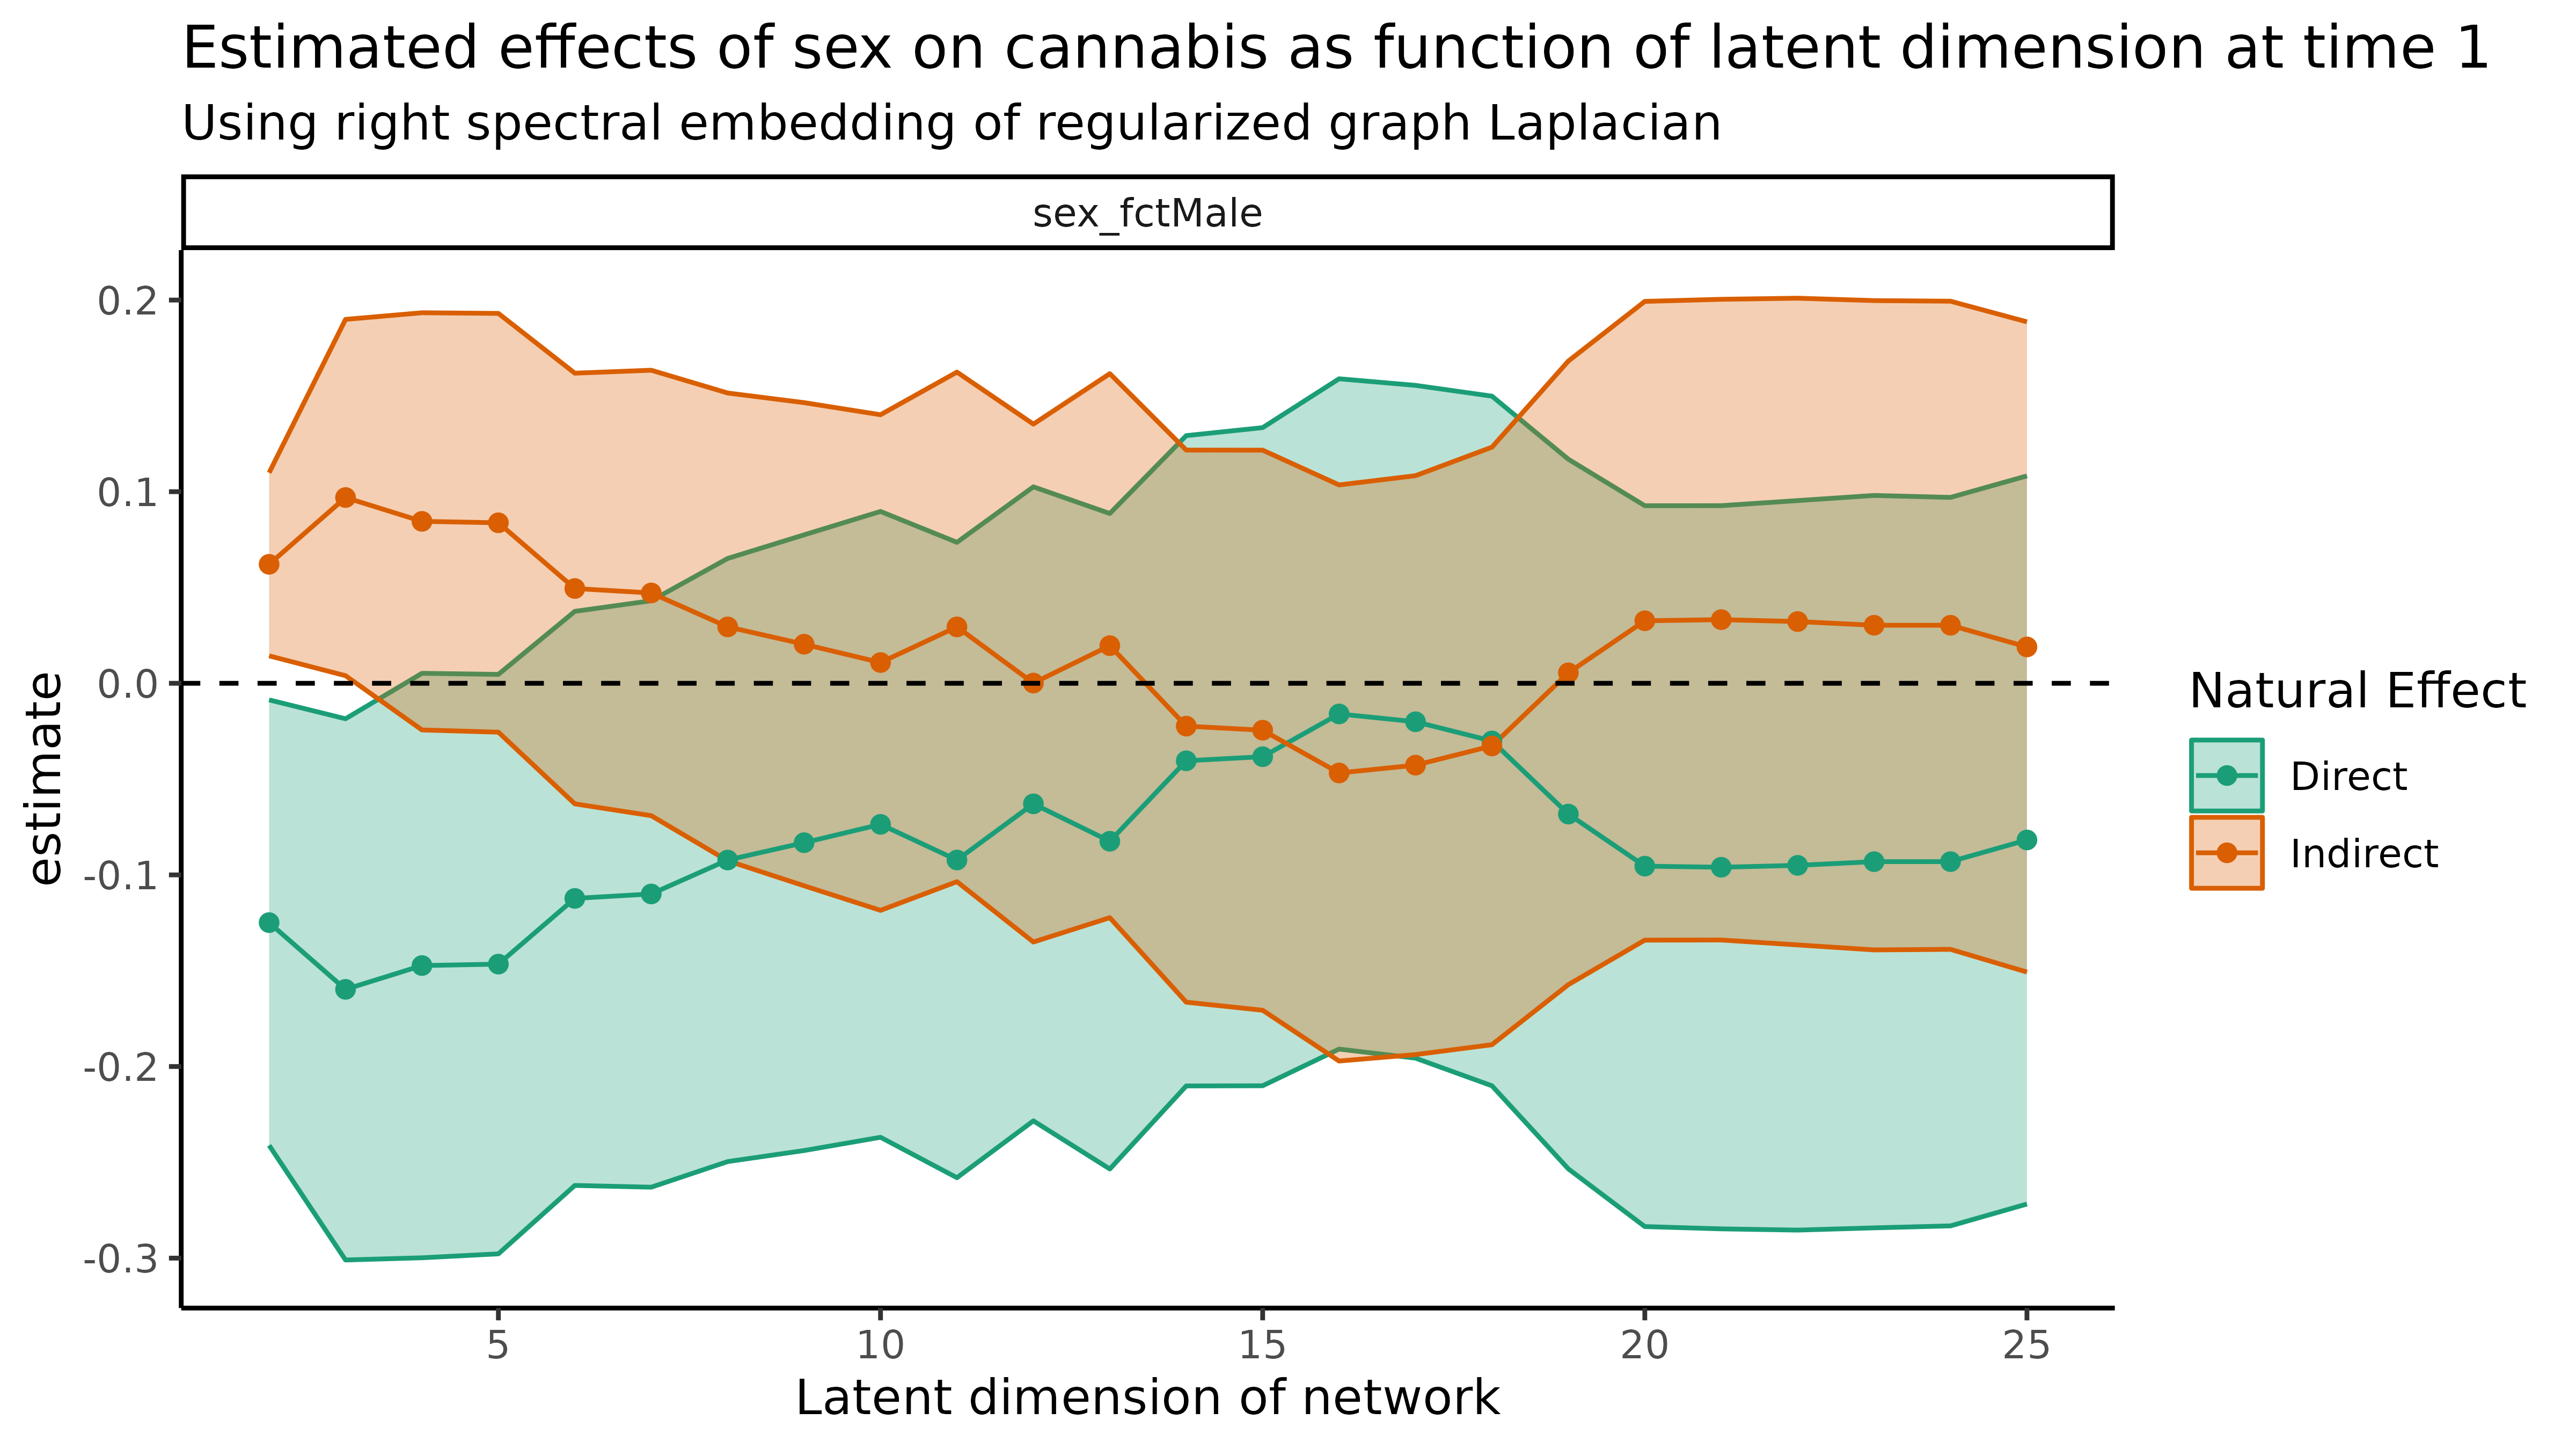 Estimated effects of sex on cannabis as function of latent dimension at time 1
Using right spectral embedding of regularized graph Laplacian
sex_fctMale
0.2
0.1
0.0
-0.1
-0.2
-0.3
estimate
5
10
15
20
25
Latent dimension of network
Natural Effect
Direct
Indirect